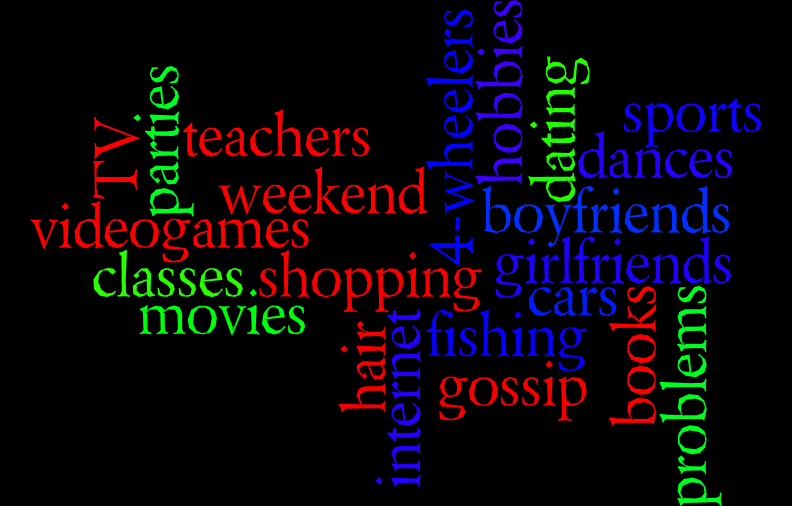 TV
parties
teachers
weekend
videogames
classes.
shopping
movies
4-wheelers
hobbies
dating
sports
dances
boyfriends
girlfriends
cars
fishing
hair
internet
gossip
books
problems